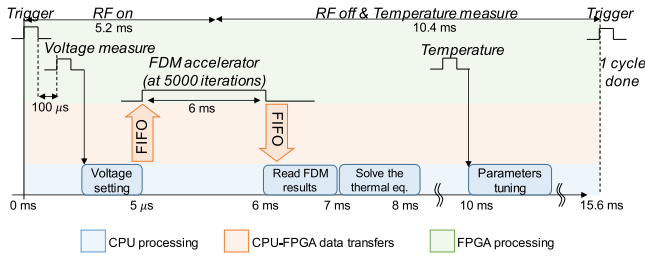 Trigger
RF on
RF off & Temperature measure
Trigger
5.2 ms
10.4 ms
Voltage measure
Temperature
FDM accelerator
(at 5000 iterations)
1 cycle
done
100 µs
6 ms
FIFO
FIFO
Voltage
setting
Read FDM
results
Solve the
thermal eq.
Parameters
tuning
0 ms
5 µs
6 ms
7 ms
8 ms
10 ms
15.6 ms
CPU processing
CPU-FPGA data transfers
FPGA processing